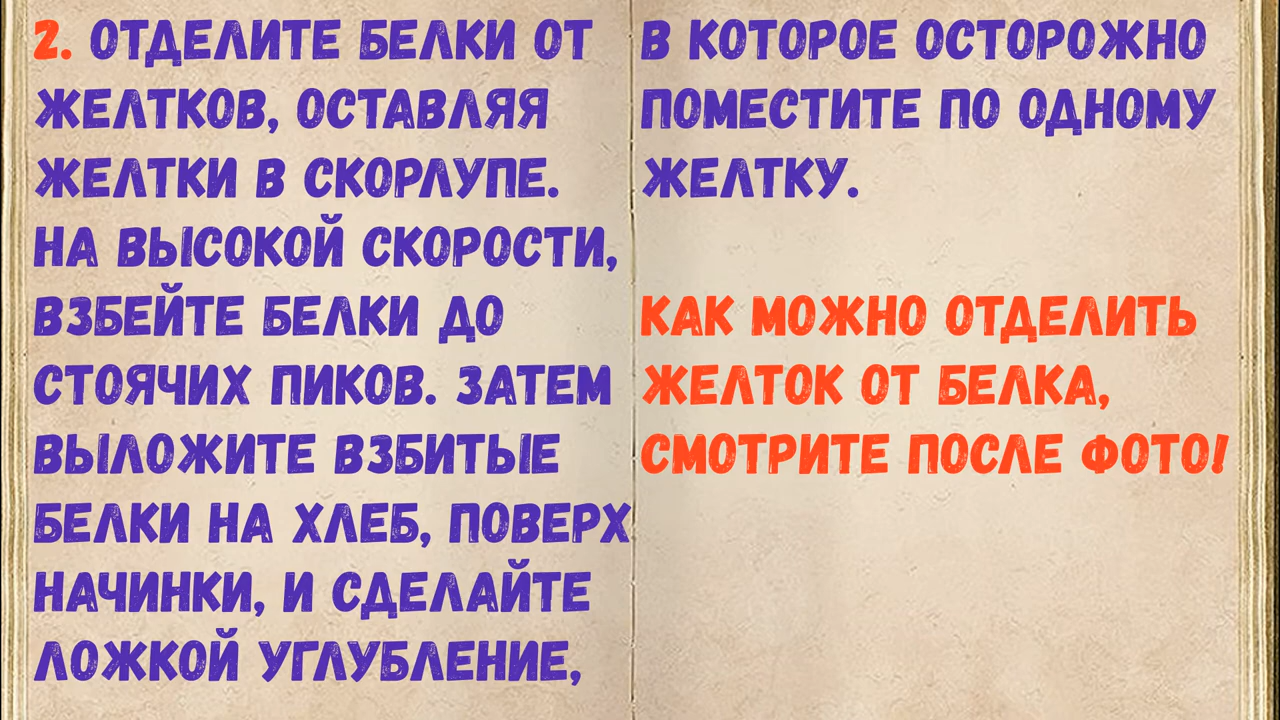 2. ОТДЕЛИТЕ БЕЛКИ ОТ
ЖЕЛТКОВ, ОСТАВЛЯЯ
ЖЕЛТКИ В СКОРЛУПЕ.
НА ВЫСОКОЙ СКОРОСТИ,
ВЗБЕЙТЕ БЕЛКИ ДО
СТОЯЧИХ ПИКОВ. ЗАТЕМ
ВЫЛОЖИТЕ ВЗБИТЫЕ
БЕЛКИ НА ХЛЕБ, ПОВЕРХ
НАЧИНКИ, И СДЕЛАЙТЕ
ЛОЖКОЙ УГЛУБЛЕНИЕ,
В КОТОРОЕ ОСТОРОЖНО
ПОМЕСТИТЕ ПО ОДНОМУ
ЖЕЛТКУ.
КАК МОЖНО ОТДЕЛИТЬ
ЖЕЛТОК ОТ БЕЛКА,
СМОТРИТЕ ПОСЛЕ ФОТО!